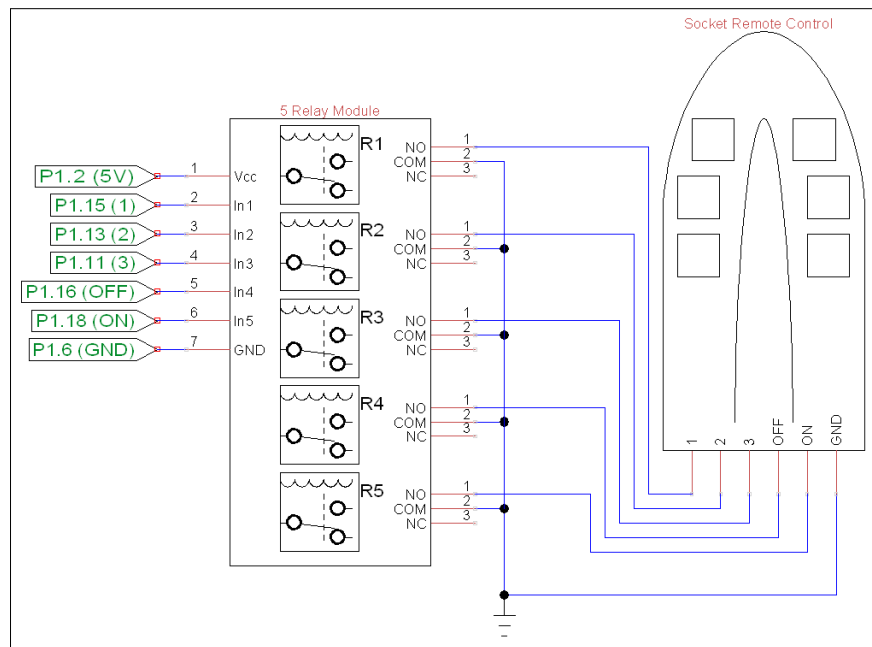 Socket Remote Control
5 Relay Module
P1.2 (5V) 1 Vcc
P1.15 (1) 2 In1
P1.13 (2) 3 In2
P1.11 (3) 4 In3
P1.16 (OFF) 5 In4
P1.18 (ON) 6 In5
P1.6 (GND) 7 GND
R1
NO 1
COM 2
NC 3
R2
NO 1
COM 2
NC 3
R3
NO 1
COM 2
NC 3
R4
NO 1
COM 2
NC 3
R5
NO 1
COM 2
NC 3
1
2
3
OFF
ON
GND